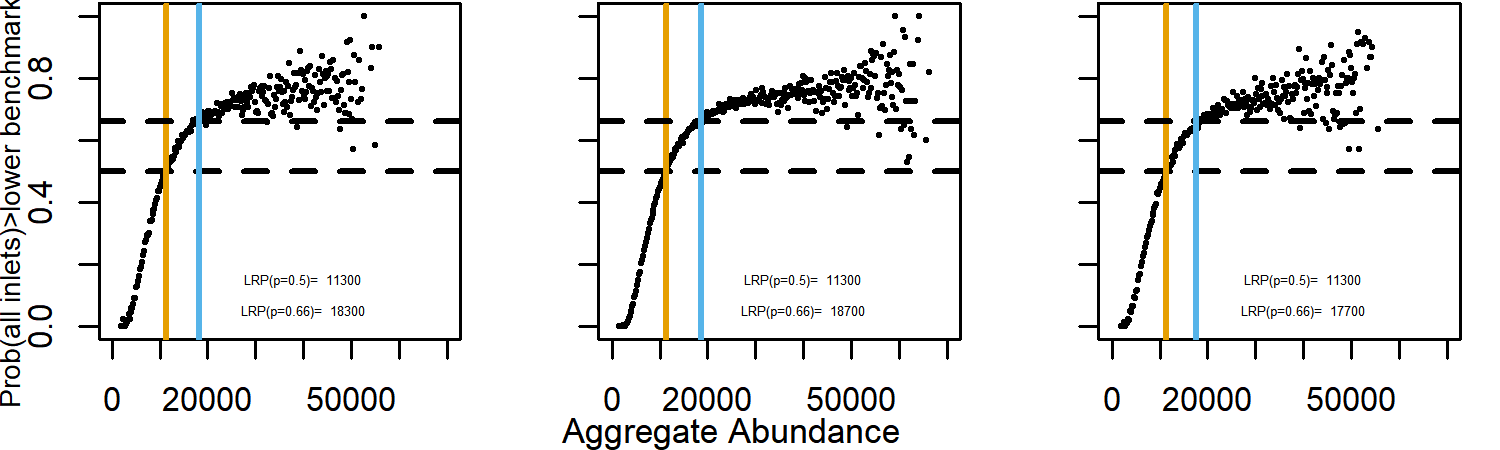 Prob(all inlets)>lower benchmark
0.0 0.4 0.8
LRP(p=0.5)= 11300
LRP(p=0.66)= 18300
0 20000 50000
LRP(p=0.5)= 11300
LRP(p=0.66)= 18700
0 20000 50000
LRP(p=0.5)= 11300
LRP(p=0.66)= 17700
0 20000 50000
Aggregate Abundance